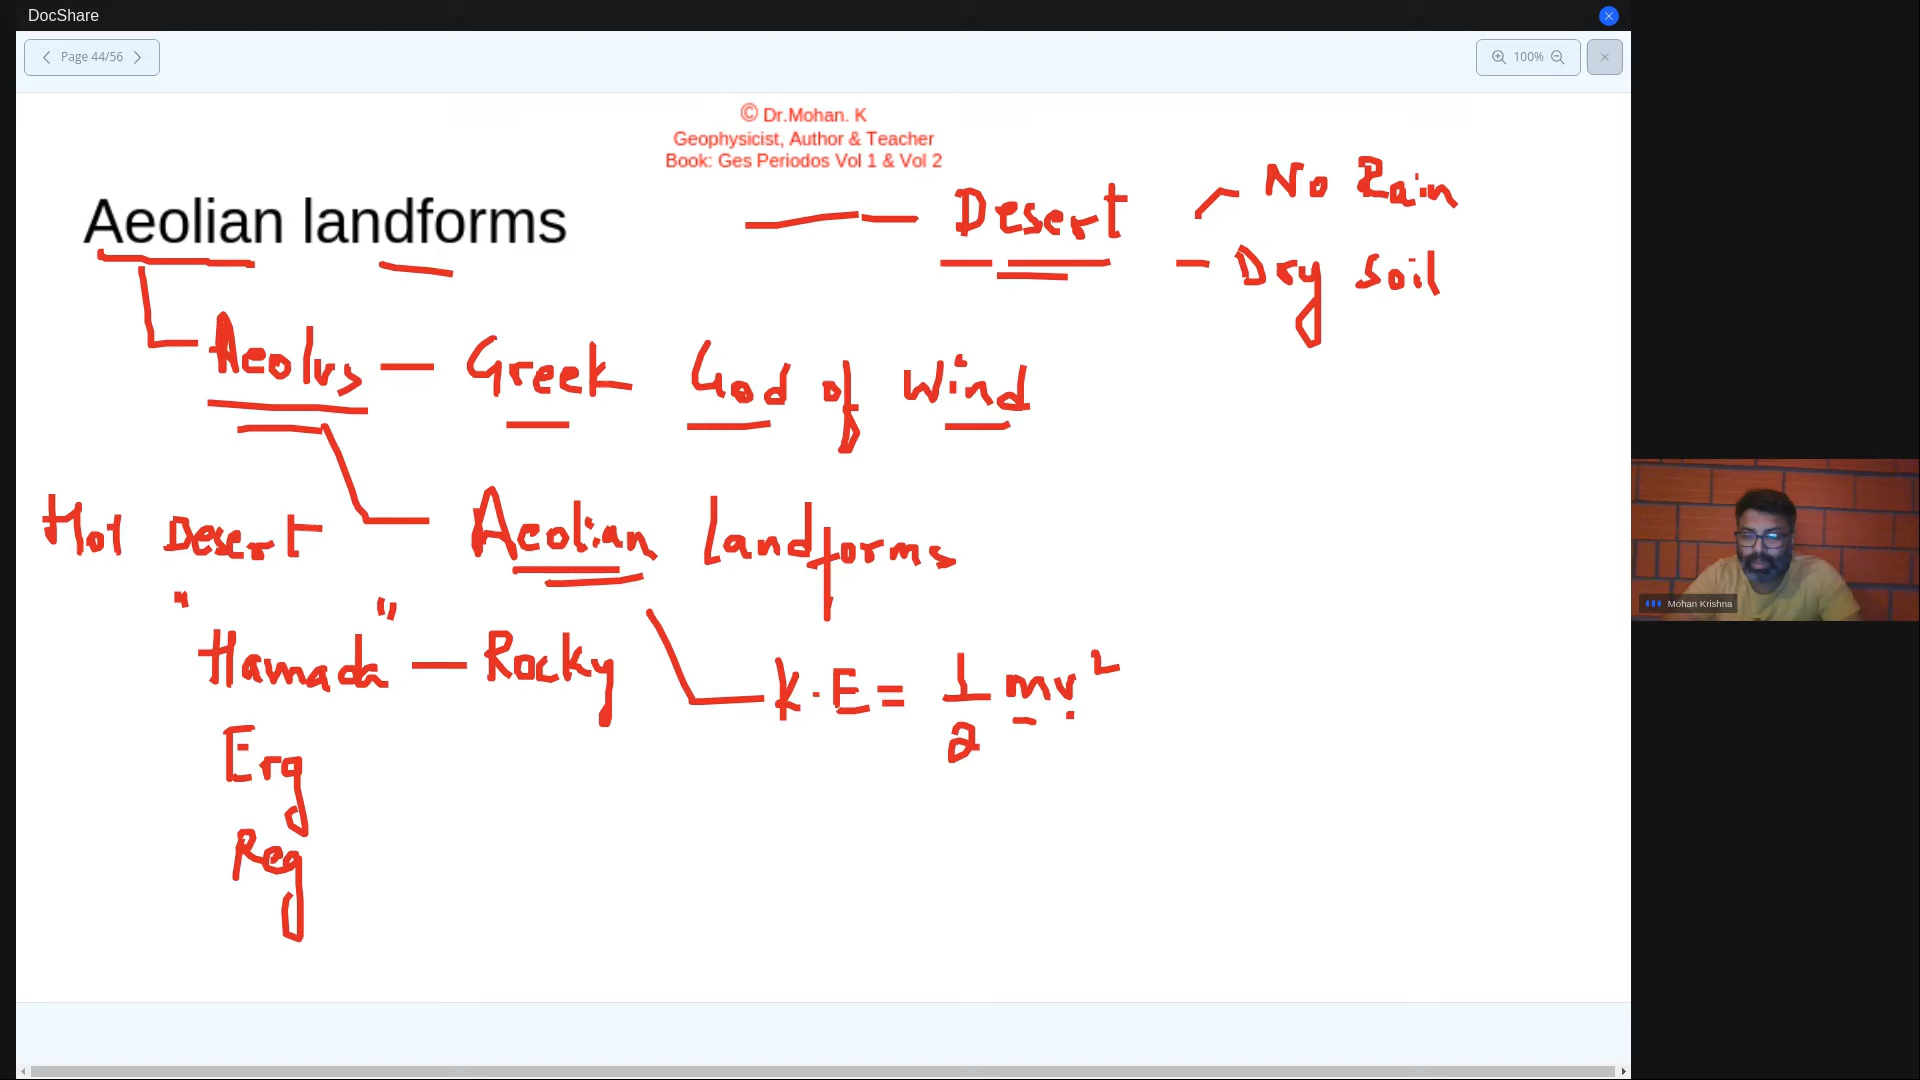 DocShare
Page 44/56
100%
© Dr.Mohan. K
Geophysicist, Author & Teacher
Book: Ges Periodos Vol 1 & Vol 2
Aeolian landforms
Desert
No Rain
Dry Soil
Aeolus — Greek God of Wind
Hot Desert
Aeolian landforms
"Hamada" — Rocky
K.E = 1/2 mv²
Erg
Reg
Mohan Krishna